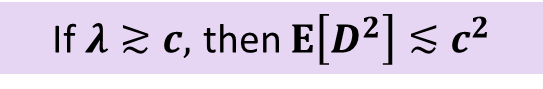 If λ ⪆ c, then E[D²] ⪅ c²